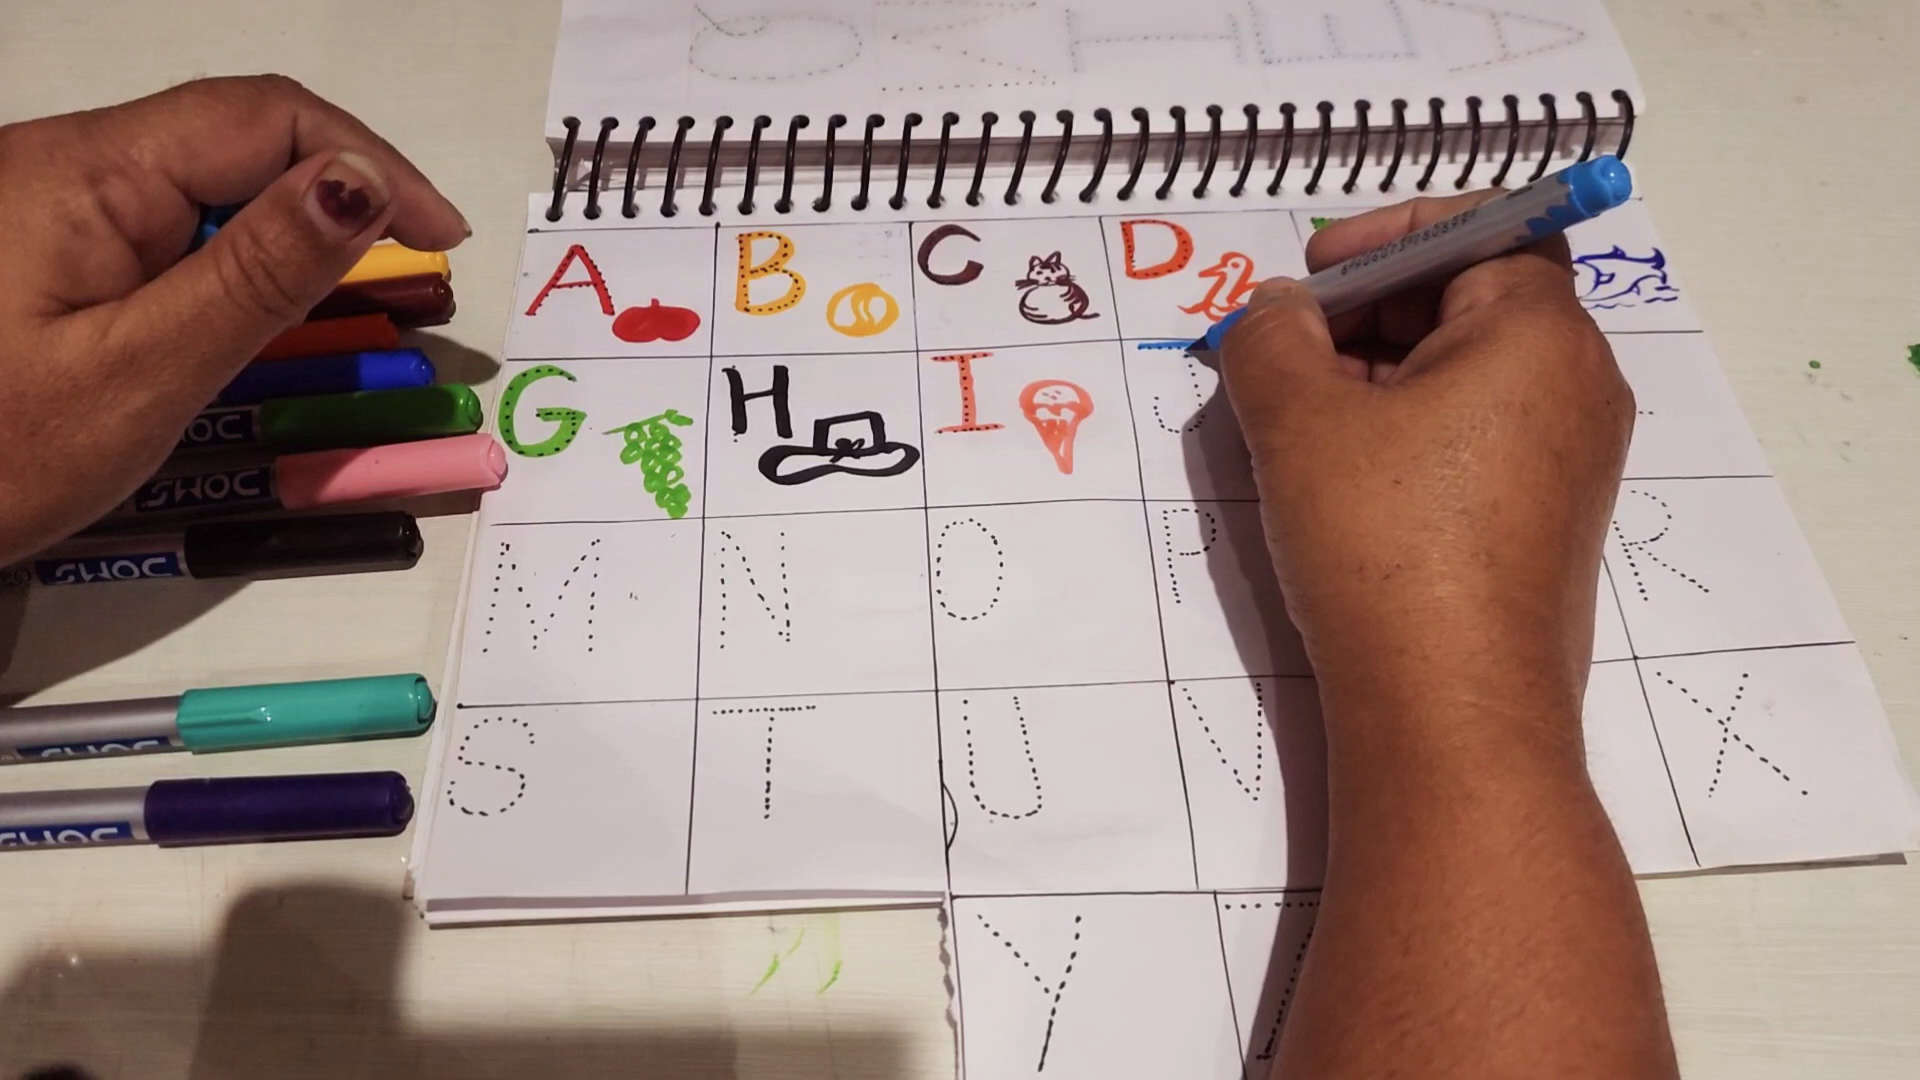 A B C D
G H I J
M N O P R
S T U V X
Y
DOMS
DOMS
DOMS
DOMS
DOMS